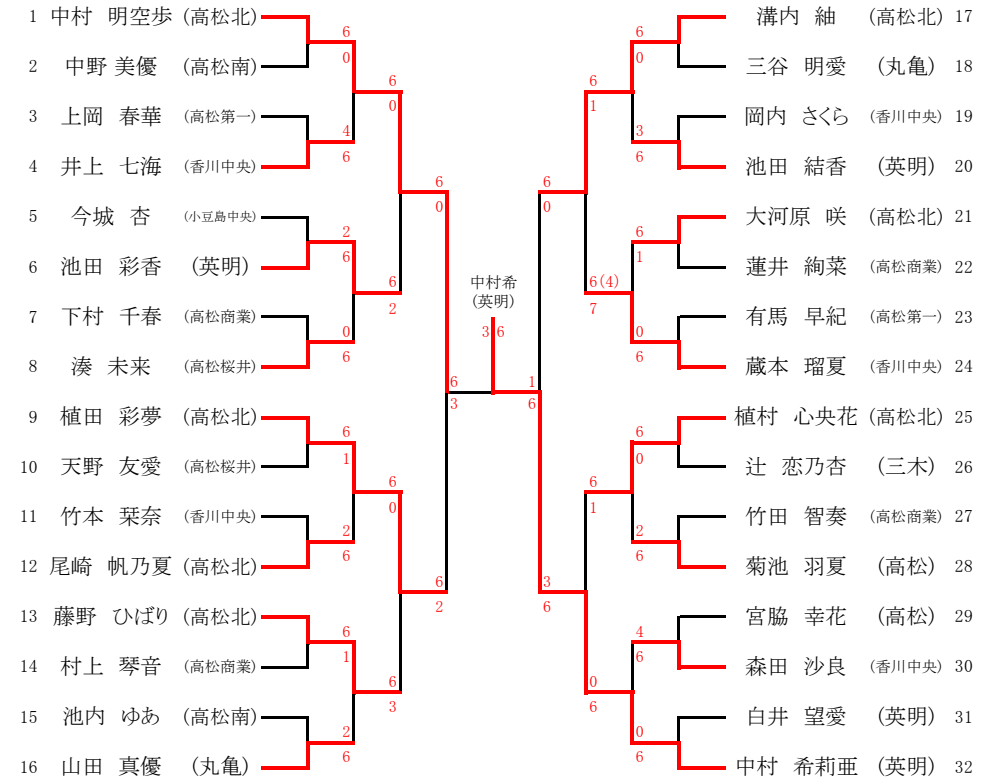 1 中村 明空歩 (高松北)
2 中野 美優 (高松南)
3 上岡 春華 (高松第一)
4 井上 七海 (香川中央)
5 今城 杏 (小豆島中央)
6 池田 彩香 (英明)
7 下村 千春 (高松商業)
8 湊 未来 (高松桜井)
9 植田 彩夢 (高松北)
10 天野 友愛 (高松桜井)
11 竹本 栞奈 (香川中央)
12 尾崎 帆乃夏 (高松北)
13 藤野 ひばり (高松北)
14 村上 琴音 (高松商業)
15 池内 ゆあ (高松南)
16 山田 真優 (丸亀)
6
0
4
6
2
6
0
6
6
1
2
6
6
1
2
6
6
0
6
2
6
0
6
3
6
0
6
2
6
3
中村希
(英明)
3 6
1
6
6
0
3
6
6
1
6(4)
7
6
1
0
6
6
0
3
6
6
1
0
6
6
0
2
6
4
6
0
6
溝内 紬 (高松北) 17
三谷 明愛 (丸亀) 18
岡内 さくら (香川中央) 19
池田 結香 (英明) 20
大河原 咲 (高松北) 21
蓮井 絢菜 (高松商業) 22
有馬 早紀 (高松第一) 23
蔵本 瑠夏 (香川中央) 24
植村 心央花 (高松北) 25
辻 恋乃杏 (三木) 26
竹田 智奏 (高松商業) 27
菊池 羽夏 (高松) 28
宮脇 幸花 (高松) 29
森田 沙良 (香川中央) 30
白井 望愛 (英明) 31
中村 希莉亜 (英明) 32